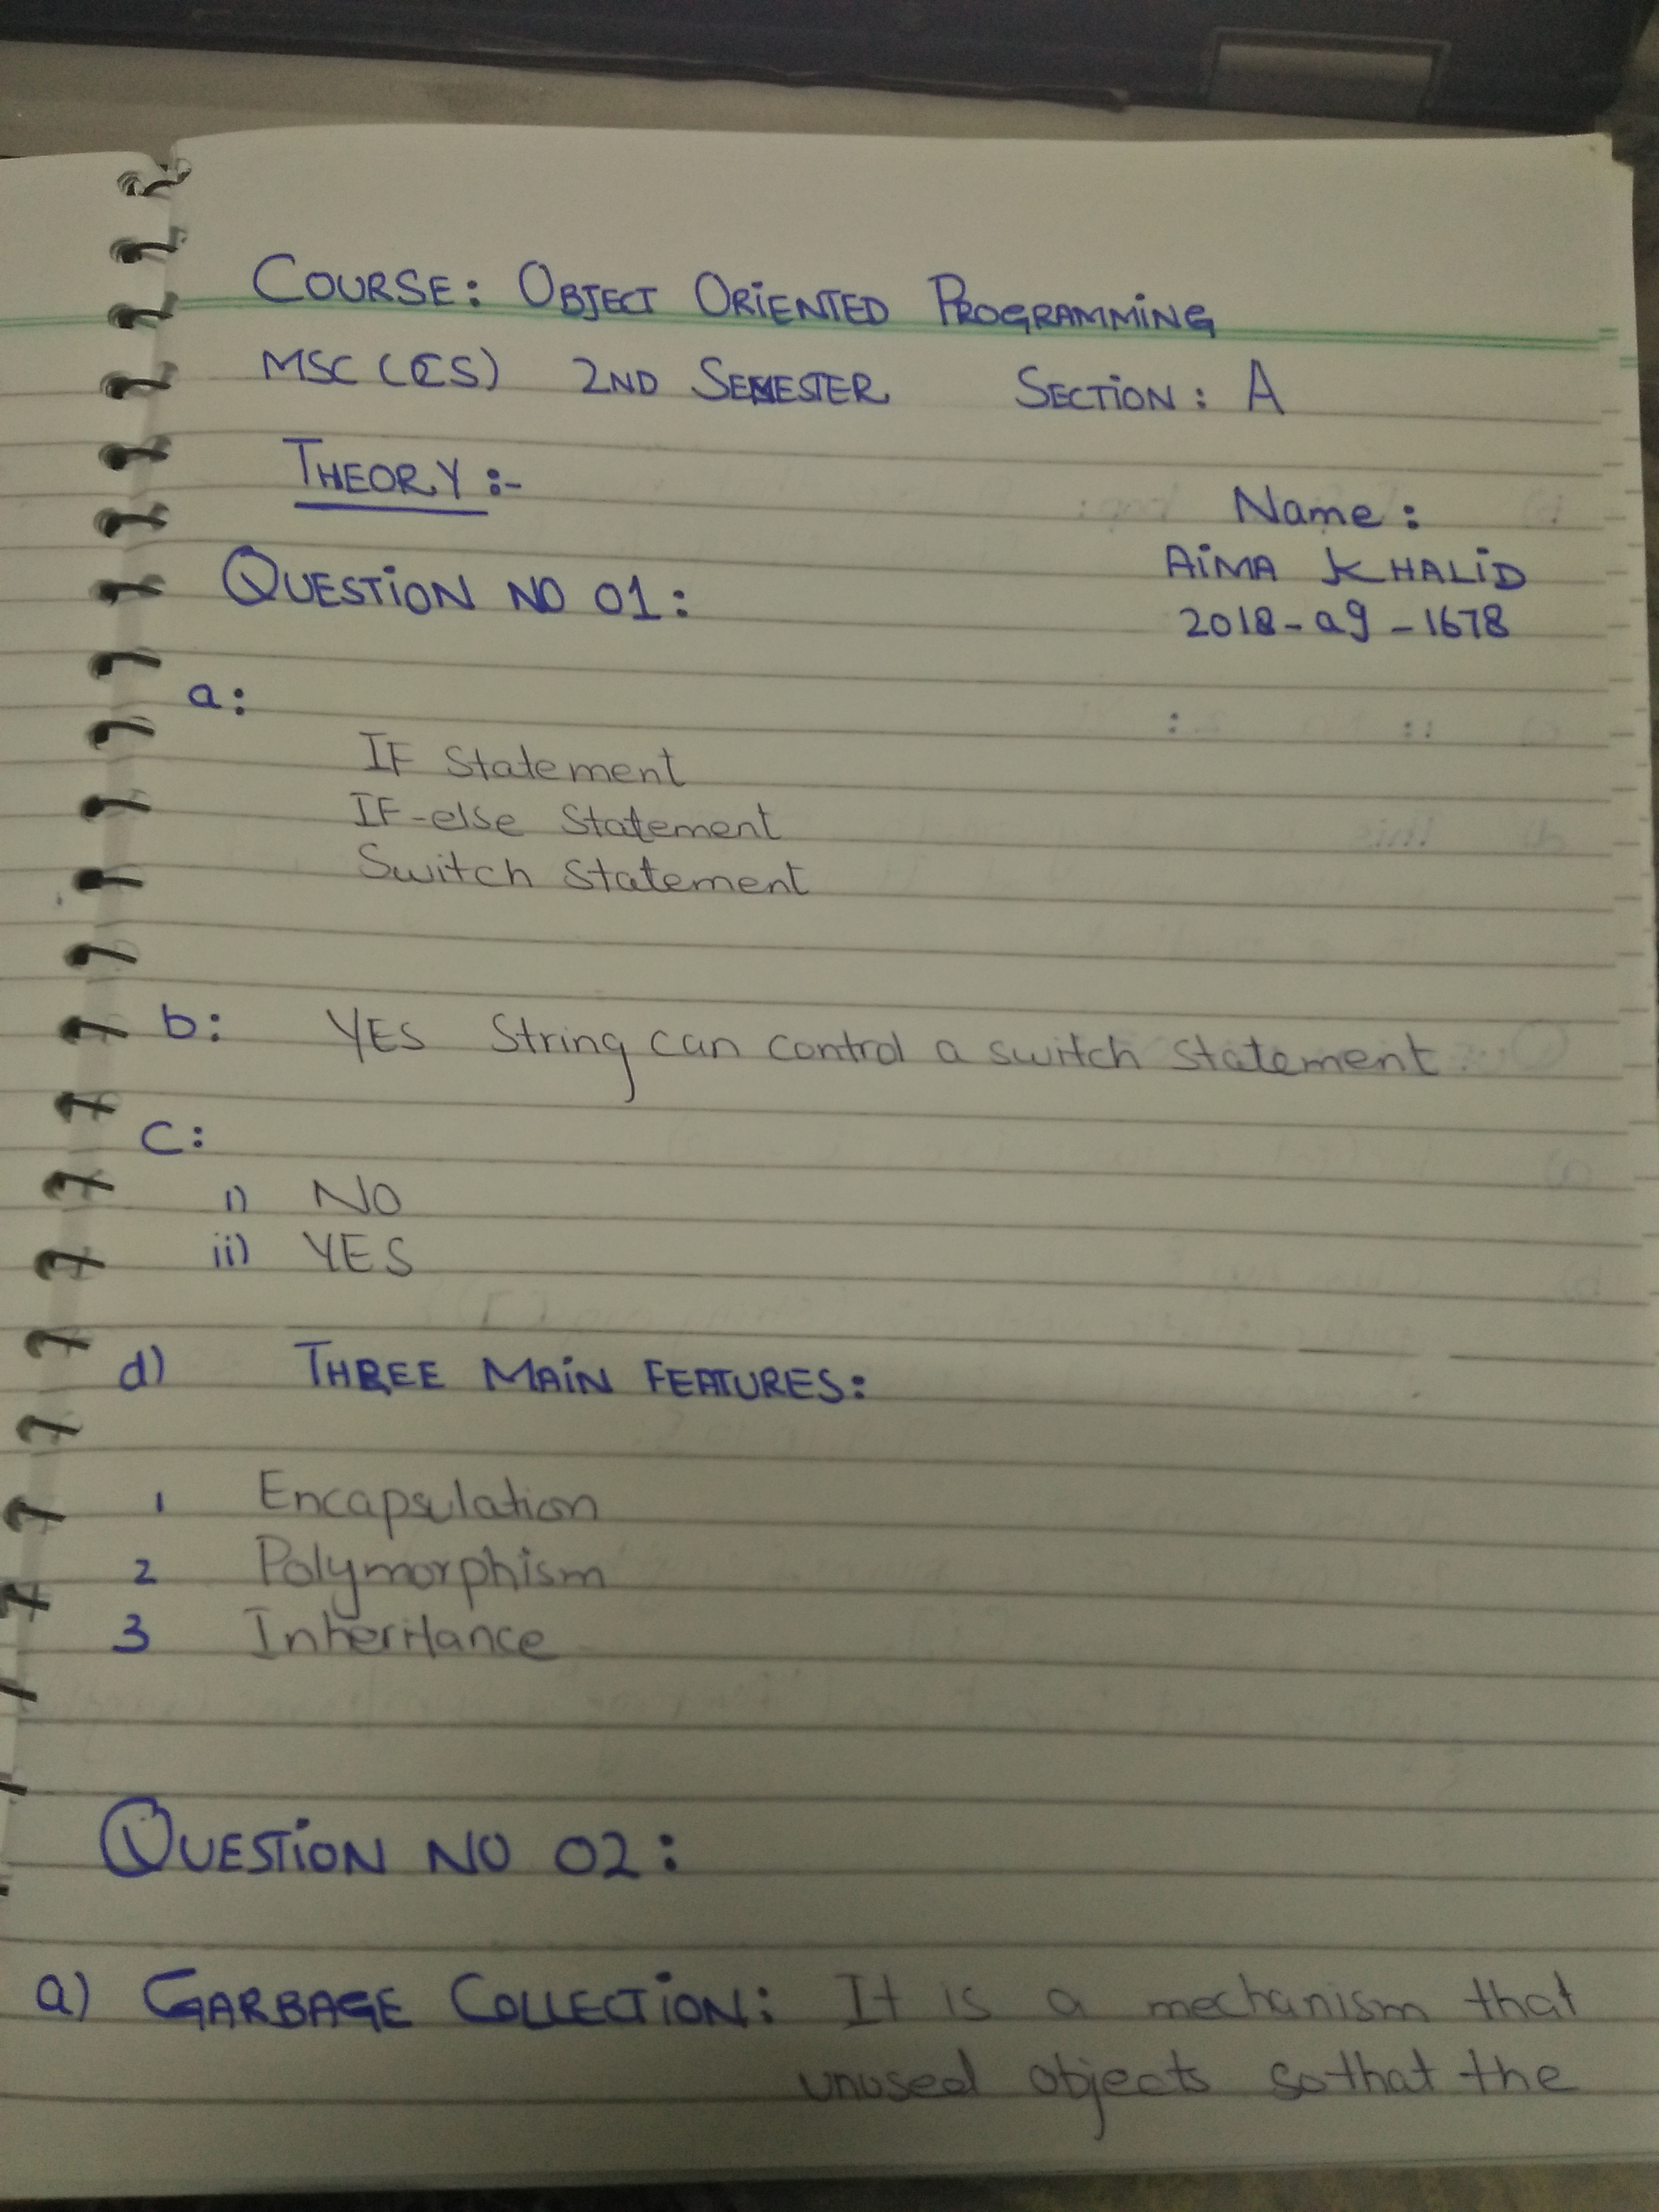 COURSE: OBJECT ORIENTED PROGRAMMING
MSC (CS) 2ND SEMESTER SECTION: A
THEORY :-
Name :
AIMA KHALID
QUESTION NO 01:
2018-ag-1678
a:
IF Statement
IF-else Statement
Switch Statement
b: YES String can control a switch statement.
C:
i) NO
ii) YES
d) THREE MAIN FEATURES:
1 Encapsulation
2 Polymorphism
3 Inheritance
QUESTION NO 02:
a) GARBAGE COLLECTION: It is a mechanism that
unused objects so that the